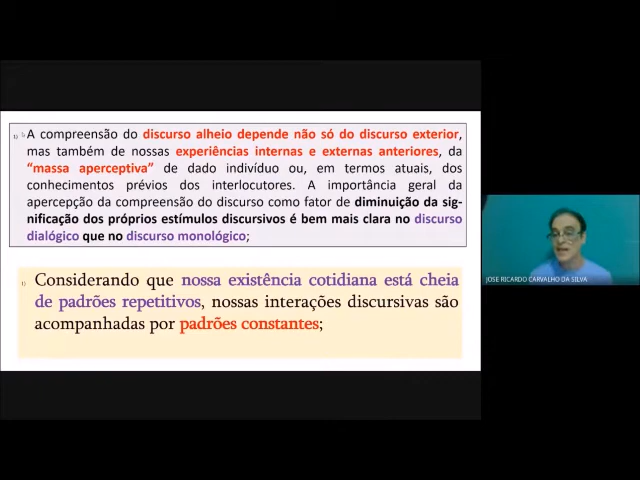 1) A compreensão do discurso alheio depende não só do discurso exterior,
mas também de nossas experiências internas e externas anteriores, da
“massa aperceptiva” de dado indivíduo ou, em termos atuais, dos
conhecimentos prévios dos interlocutores. A importância geral da
apercepção da compreensão do discurso como fator de diminuição da sig-
nificação dos próprios estímulos discursivos é bem mais clara no discurso
dialógico que no discurso monológico;
1) Considerando que nossa existência cotidiana está cheia
de padrões repetitivos, nossas interações discursivas são
acompanhadas por padrões constantes;
JOSE RICARDO CARVALHO DA SILVA